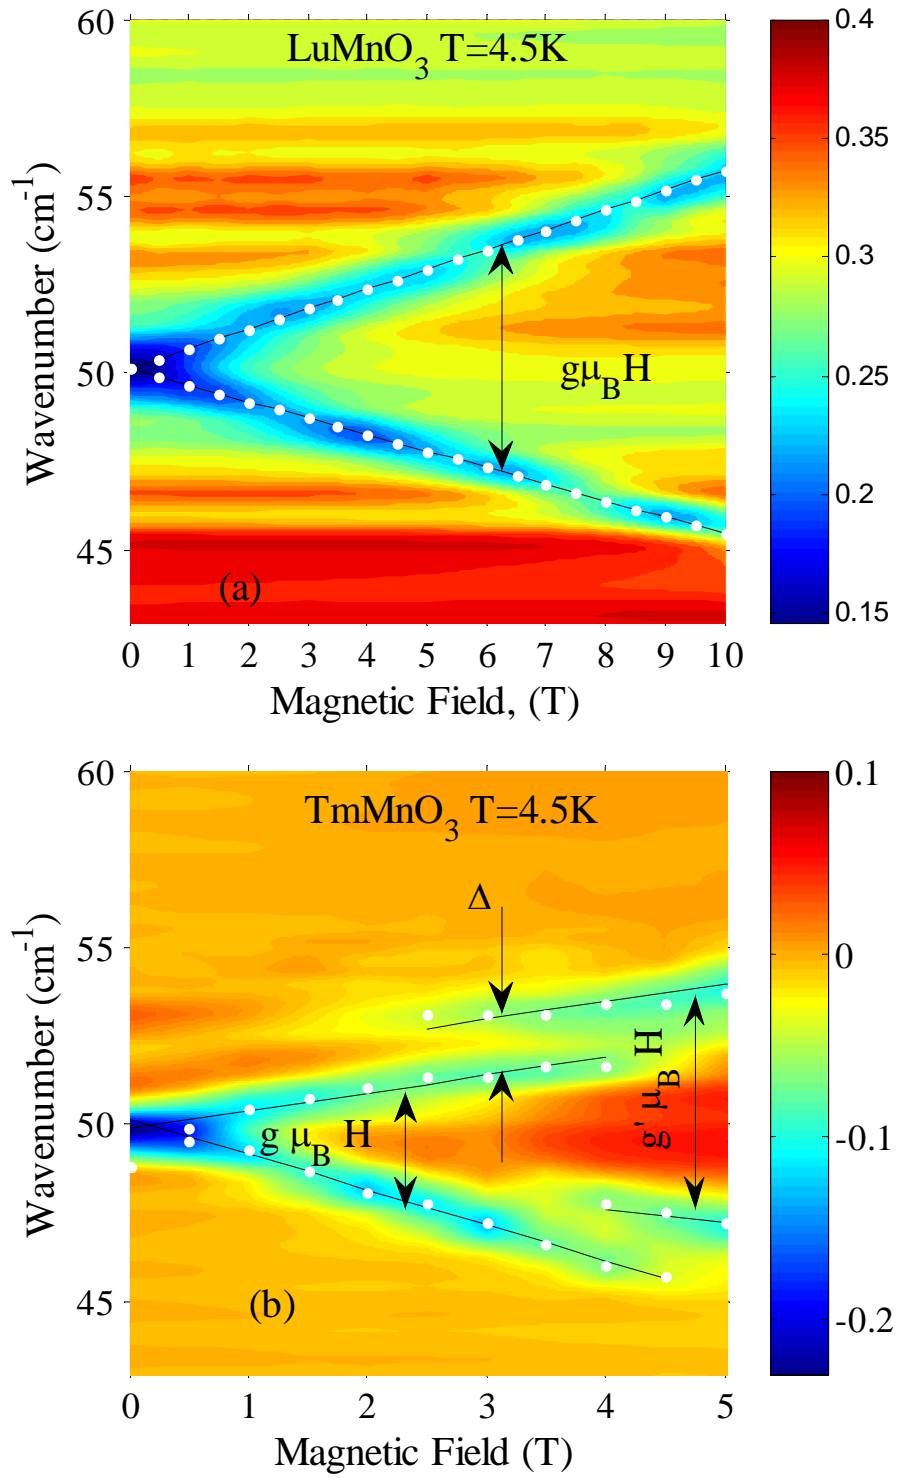 LuMnO₃ T=4.5K
Wavenumber (cm⁻¹)
60
55
50
45
gμ_BH
(a)
0 1 2 3 4 5 6 7 8 9 10
Magnetic Field, (T)
0.4
0.35
0.3
0.25
0.2
0.15
TmMnO₃ T=4.5K
Wavenumber (cm⁻¹)
60
55
50
45
Δ
g μ_B H
g' μ_B H
(b)
0 1 2 3 4 5
Magnetic Field (T)
0.1
0
-0.1
-0.2